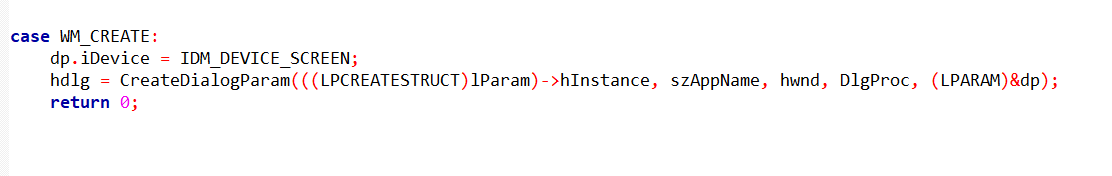 case WM_CREATE:
    dp.iDevice = IDM_DEVICE_SCREEN;
    hdlg = CreateDialogParam(((LPCREATESTRUCT)lParam)->hInstance, szAppName, hwnd, DlgProc, (LPARAM)&dp);
    return 0;